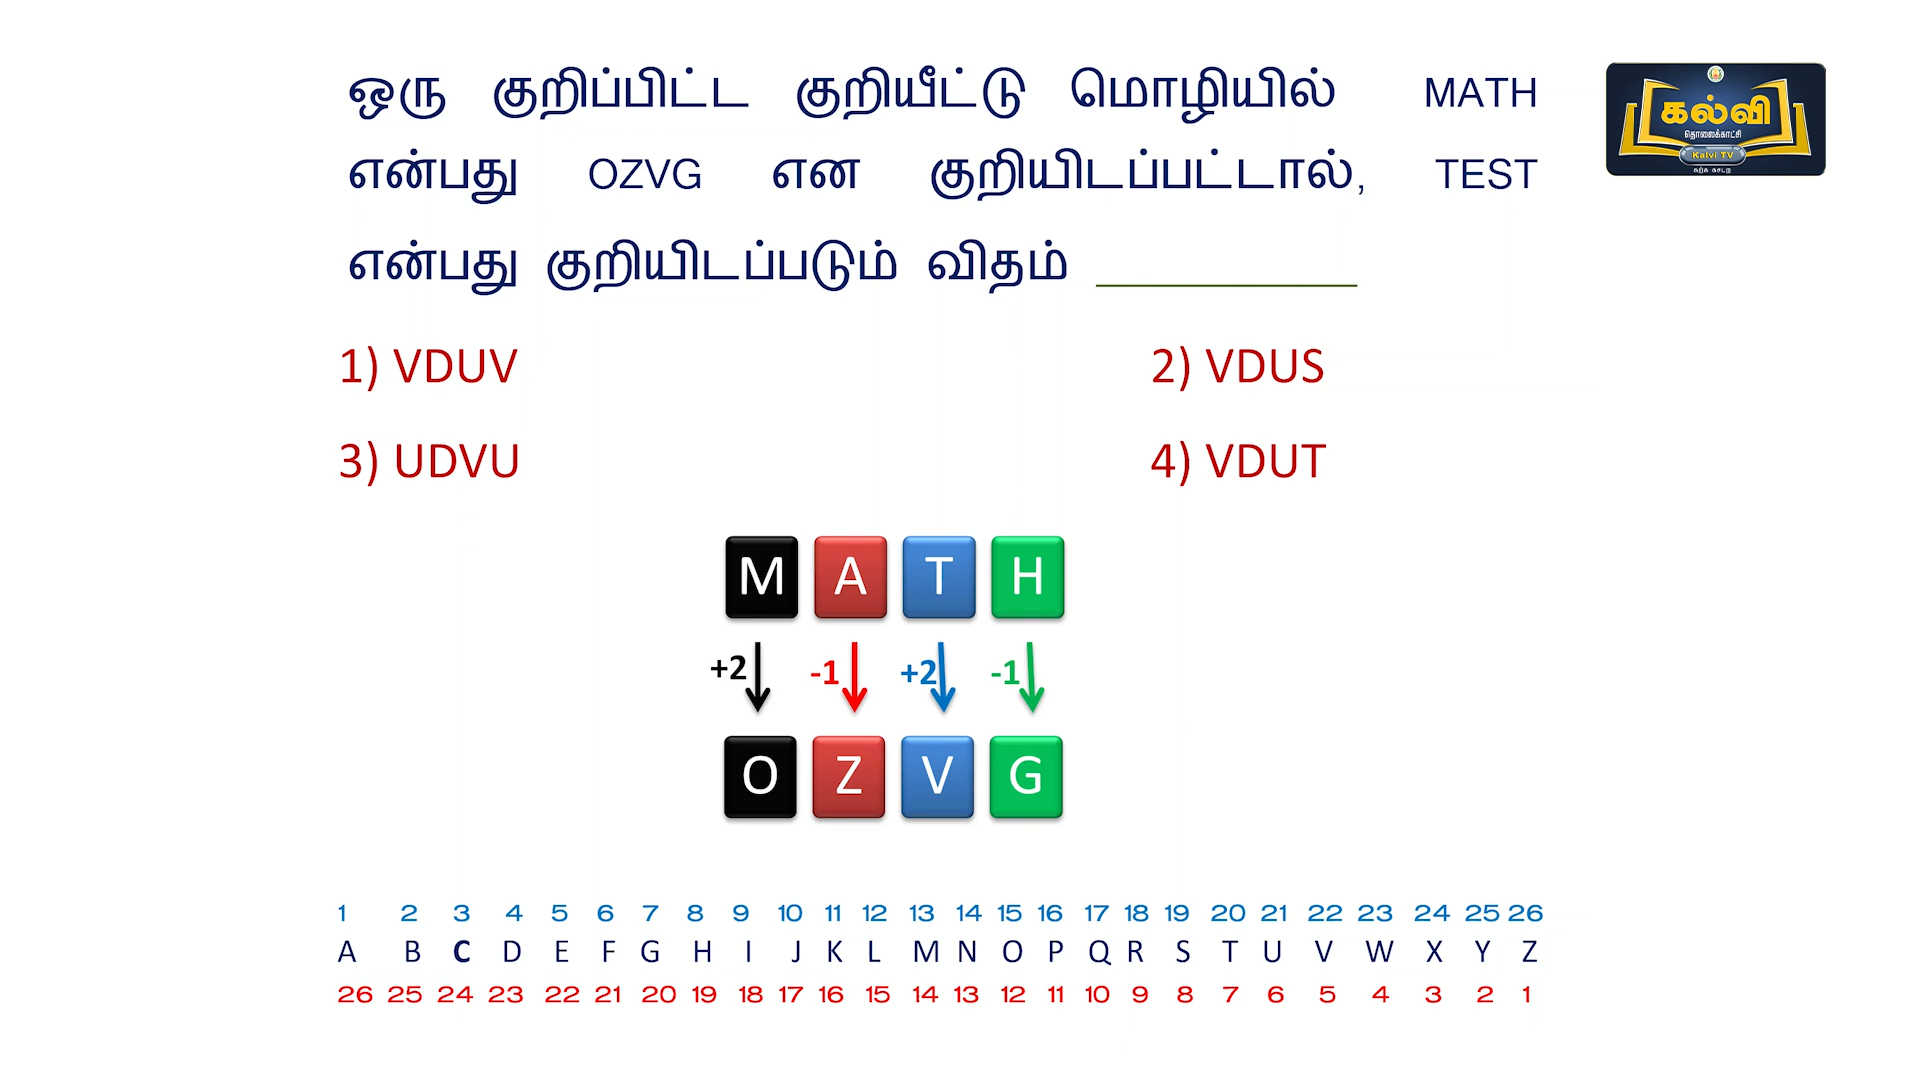 ஒரு குறிப்பிட்ட குறியீட்டு மொழியில் MATH
என்பது OZVG என குறியிடப்பட்டால், TEST
என்பது குறியிடப்படும் விதம்
கல்வி
தொலைக்காட்சி
Kalvi TV
கற்க கசடற
1) VDUV 2) VDUS
3) UDVU 4) VDUT
M A T H
+2 -1 +2 -1
O Z V G
1 2 3 4 5 6 7 8 9 10 11 12 13 14 15 16 17 18 19 20 21 22 23 24 25 26
A B C D E F G H I J K L M N O P Q R S T U V W X Y Z
26 25 24 23 22 21 20 19 18 17 16 15 14 13 12 11 10 9 8 7 6 5 4 3 2 1